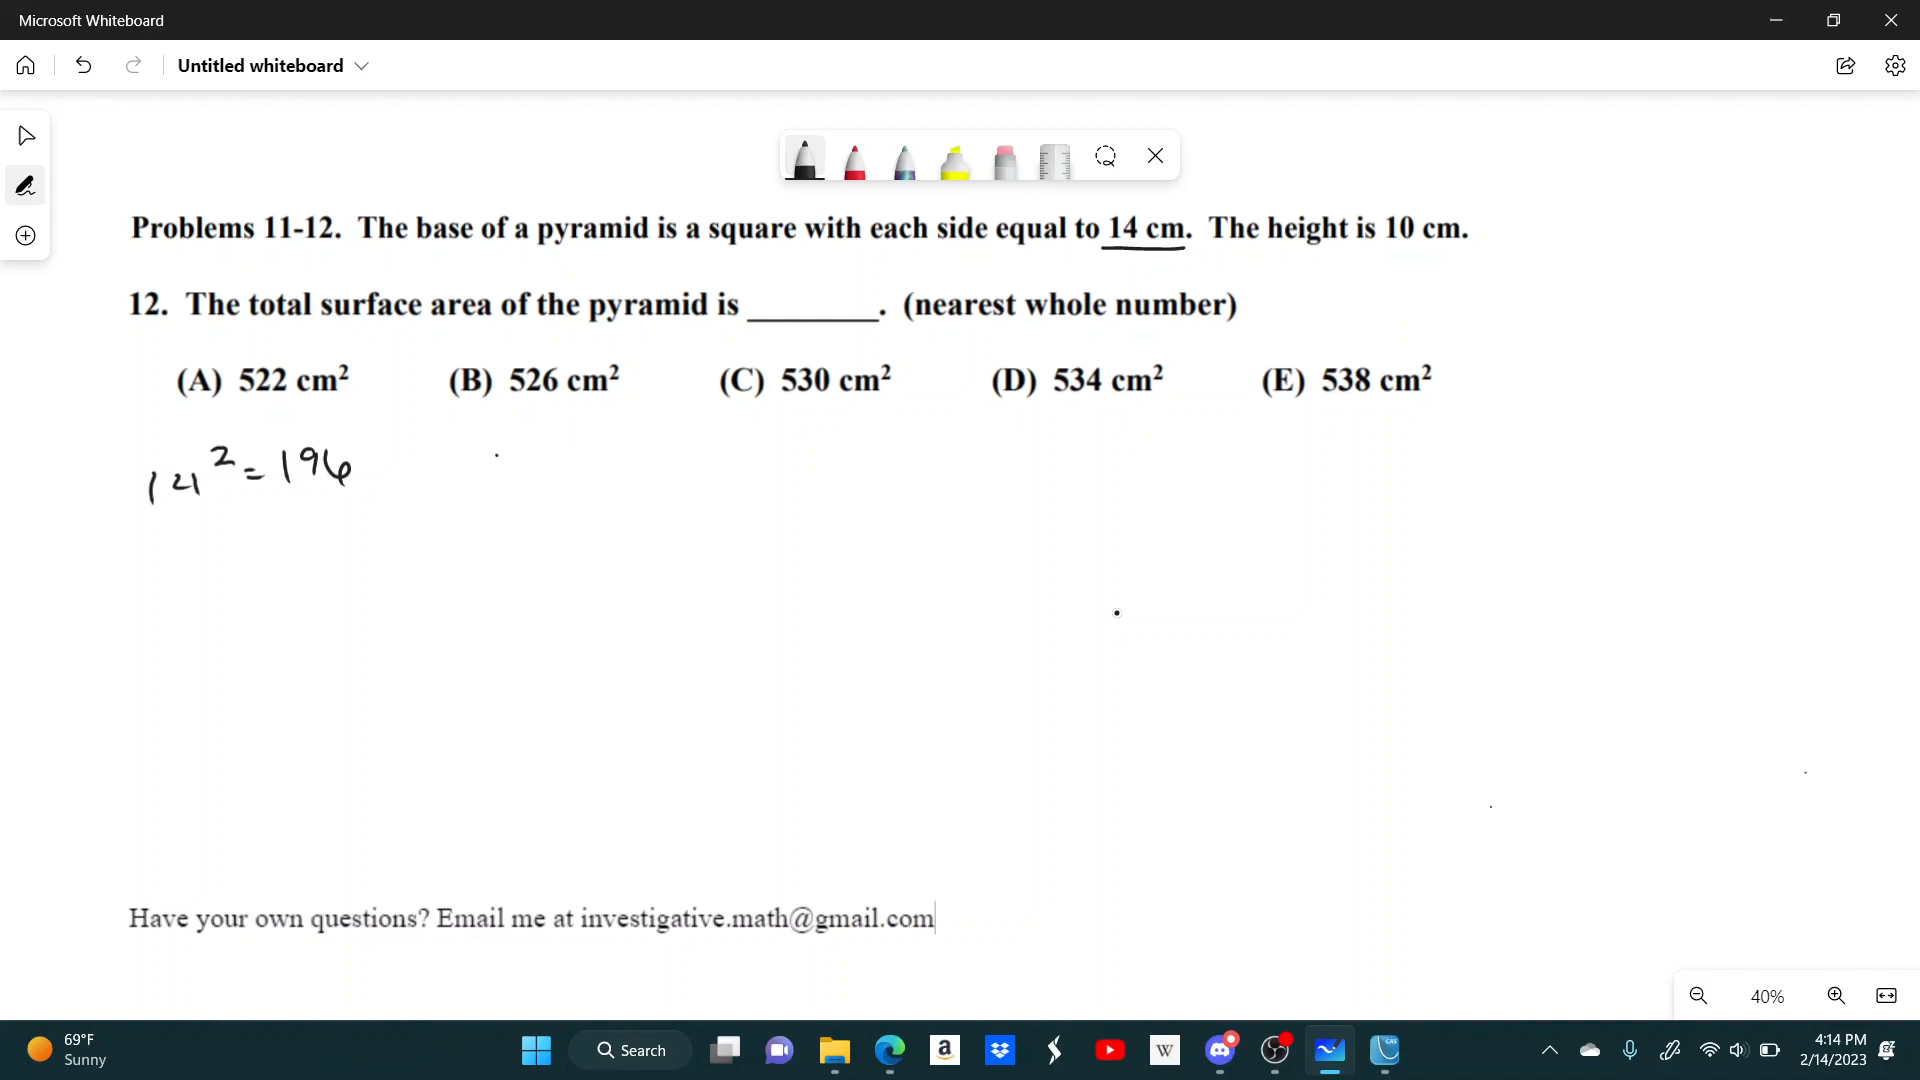 Microsoft Whiteboard
Untitled whiteboard
Problems 11-12. The base of a pyramid is a square with each side equal to 14 cm. The height is 10 cm.
12. The total surface area of the pyramid is ________. (nearest whole number)
(A) 522 cm² (B) 526 cm² (C) 530 cm² (D) 534 cm² (E) 538 cm²
14² = 196
Have your own questions? Email me at investigative.math@gmail.com
40%
69°F
Sunny
Search
a
W
CAS
4:14 PM
2/14/2023